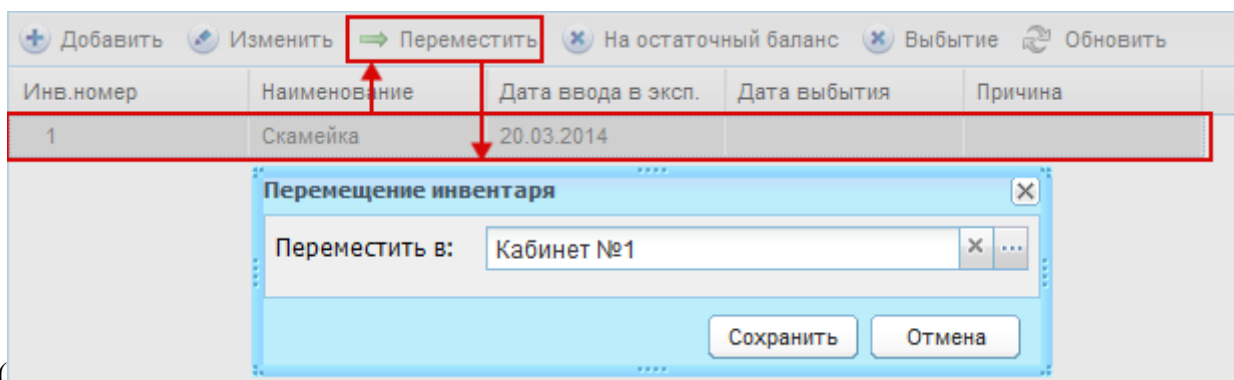 Добавить Изменить Переместить На остаточный баланс Выбытие Обновить
Инв.номер Наименование Дата ввода в эксп. Дата выбытия Причина
1 Скамейка 20.03.2014
Перемещение инвентаря
Переместить в: Кабинет №1
Сохранить Отмена
(